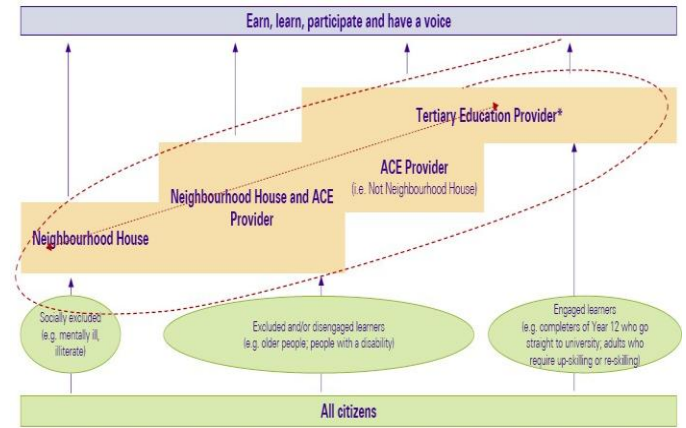 Earn, learn, participate and have a voice
Tertiary Education Provider*
ACE Provider
(i.e. Not Neighbourhood House)
Neighbourhood House and ACE
Provider
Neighbourhood House
Socially excluded
(e.g. mentally ill,
illiterate)
Excluded and/or disengaged learners
(e.g. older people; people with a disability)
Engaged learners
(e.g. completers of Year 12 who go
straight to university; adults who
require up-skilling or re-skilling)
All citizens